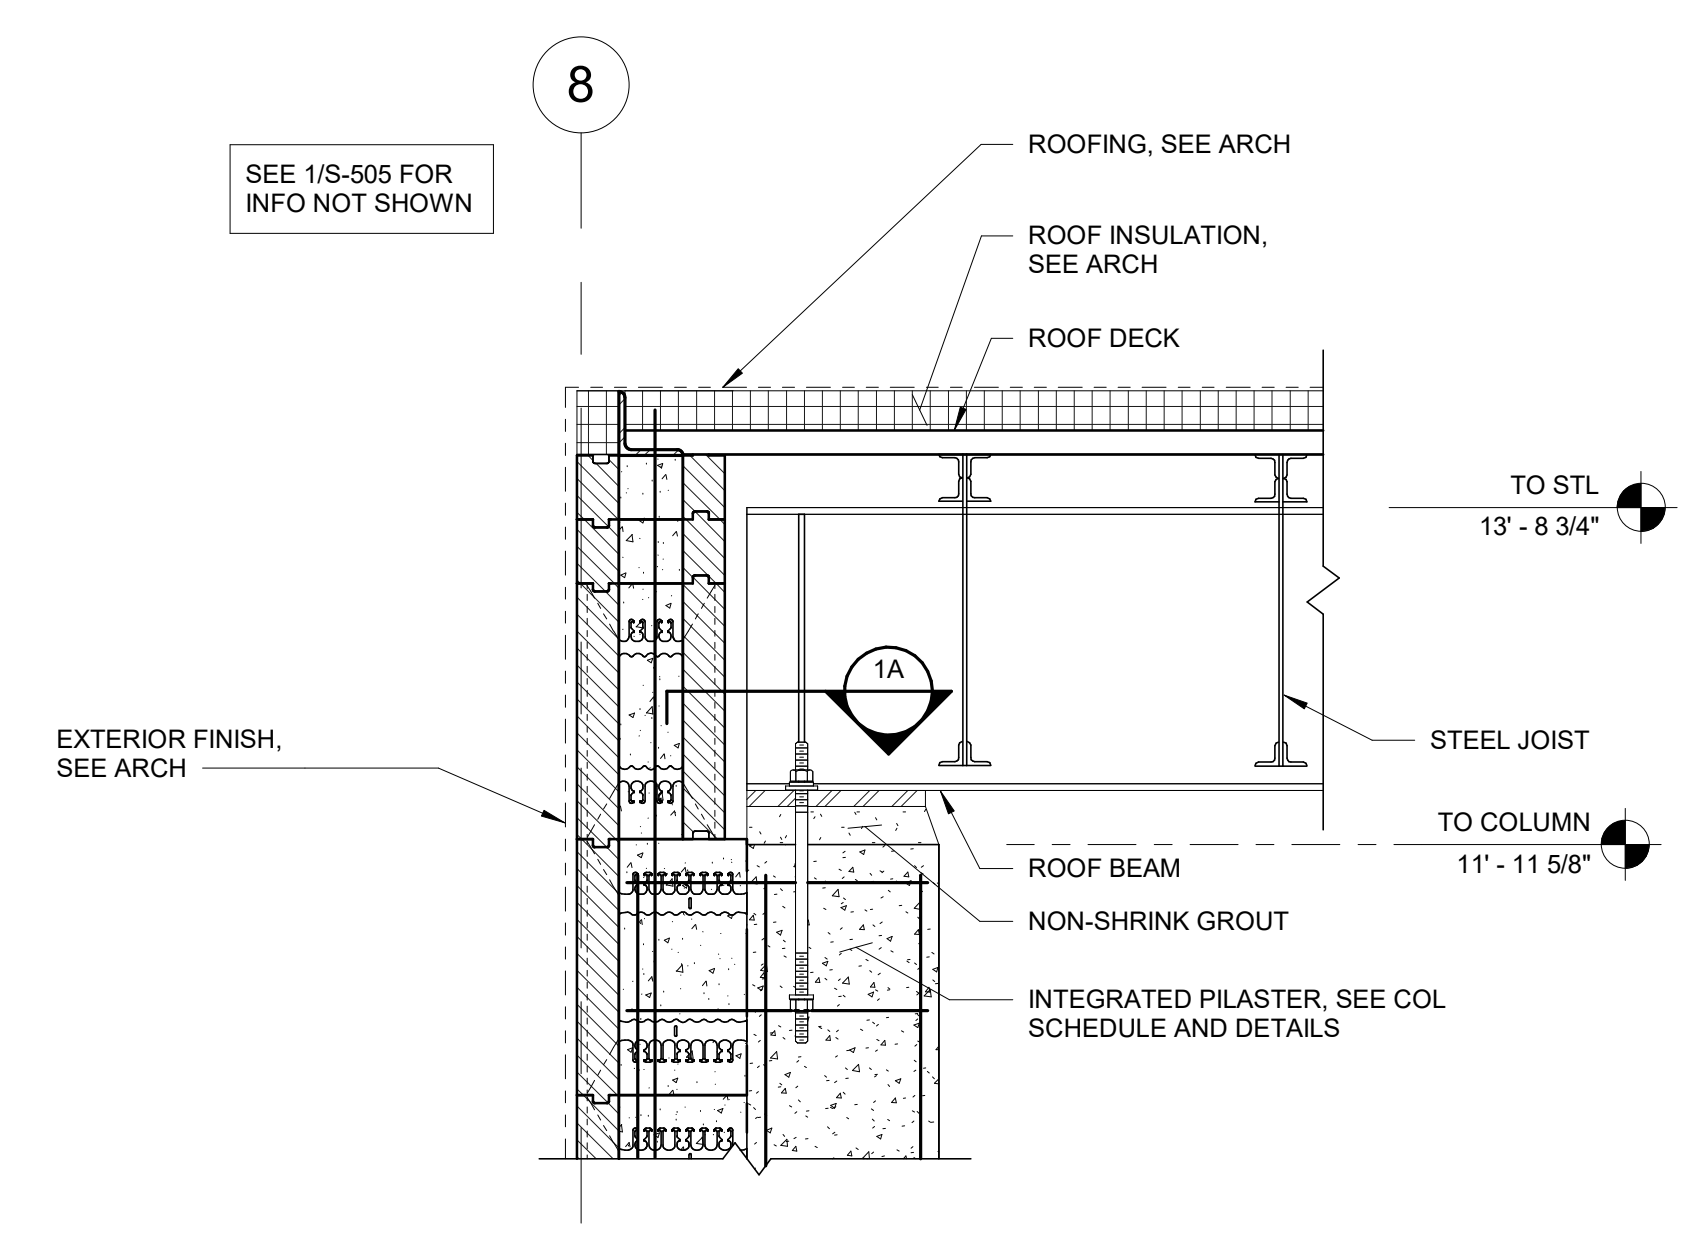 8
SEE 1/S-505 FOR
INFO NOT SHOWN
ROOFING, SEE ARCH
ROOF INSULATION,
SEE ARCH
ROOF DECK
TO STL
13' - 8 3/4"
1A
EXTERIOR FINISH,
SEE ARCH
STEEL JOIST
TO COLUMN
11' - 11 5/8"
ROOF BEAM
NON-SHRINK GROUT
INTEGRATED PILASTER, SEE COL
SCHEDULE AND DETAILS